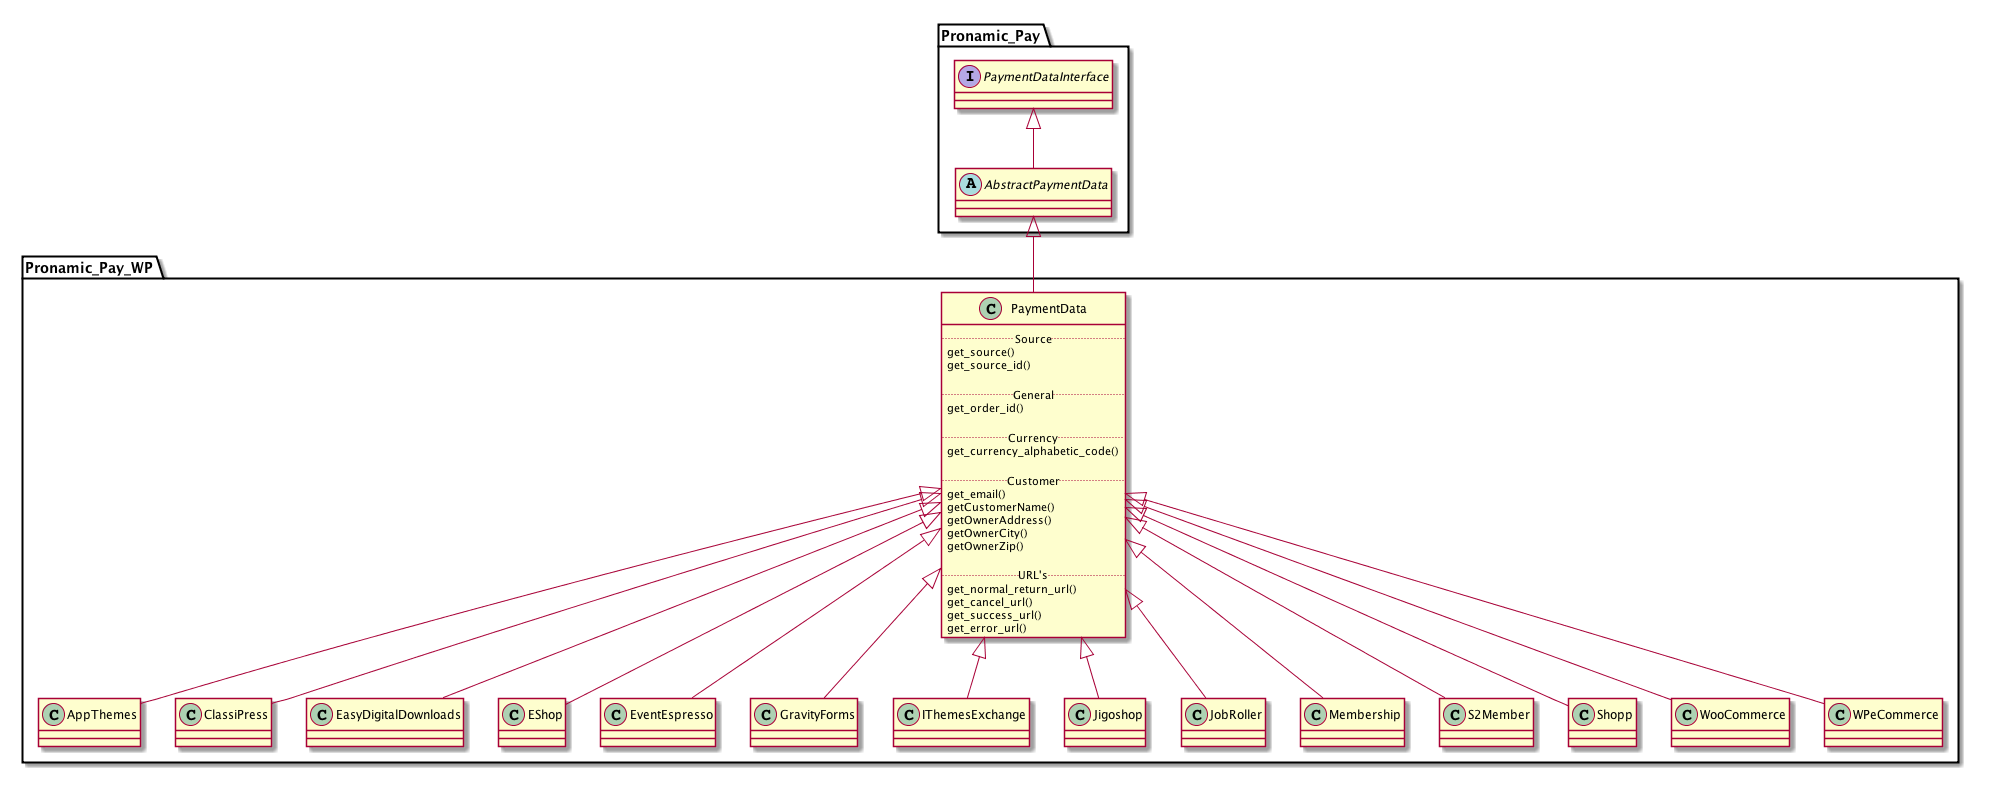 Pronamic_Pay
I PaymentDataInterface
A AbstractPaymentData
Pronamic_Pay_WP
C PaymentData
Source
get_source()
get_source_id()
General
get_order_id()
Currency
get_currency_alphabetic_code()
Customer
get_email()
getCustomerName()
getOwnerAddress()
getOwnerCity()
getOwnerZip()
URL's
get_normal_return_url()
get_cancel_url()
get_success_url()
get_error_url()
C AppThemes
C ClassiPress
C EasyDigitalDownloads
C EShop
C EventEspresso
C GravityForms
C IThemesExchange
C Jigoshop
C JobRoller
C Membership
C S2Member
C Shopp
C WooCommerce
C WPeCommerce